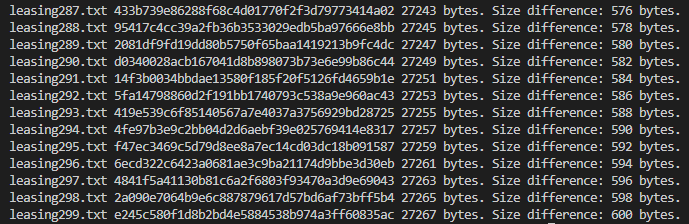 leasing287.txt 433b739e86288f68c4d01770f2f3d79773414a02 27243 bytes. Size difference: 576 bytes.
leasing288.txt 95417c4cc39a2fb36b3533029edb5ba97666e8bb 27245 bytes. Size difference: 578 bytes.
leasing289.txt 2081df9fd19dd80b5750f65baa1419213b9fc4dc 27247 bytes. Size difference: 580 bytes.
leasing290.txt d0340028acb167041d8b898073b73e6e99b86c44 27249 bytes. Size difference: 582 bytes.
leasing291.txt 14f3b0034bbdae13580f185f20f5126fd4659b1e 27251 bytes. Size difference: 584 bytes.
leasing292.txt 5fa14798860d2f191bb1740793c538a9e960ac43 27253 bytes. Size difference: 586 bytes.
leasing293.txt 419e539c6f85140567a7e4037a3756929bd28725 27255 bytes. Size difference: 588 bytes.
leasing294.txt 4fe97b3e9c2bb04d2d6aebf39e025769414e8317 27257 bytes. Size difference: 590 bytes.
leasing295.txt f47ec3469c5d79d8ee8a7ec14cd03dc18b091587 27259 bytes. Size difference: 592 bytes.
leasing296.txt 6ecd322c6423a0681ae3c9ba21174d9bbe3d30eb 27261 bytes. Size difference: 594 bytes.
leasing297.txt 4841f5a41130b81c6a2f6803f93470a3d9e69043 27263 bytes. Size difference: 596 bytes.
leasing298.txt 2a090e7064b9e6c887879617d57bd6af73bff5b4 27265 bytes. Size difference: 598 bytes.
leasing299.txt e245c580f1d8b2bd4e5884538b974a3ff60835ac 27267 bytes. Size difference: 600 bytes.